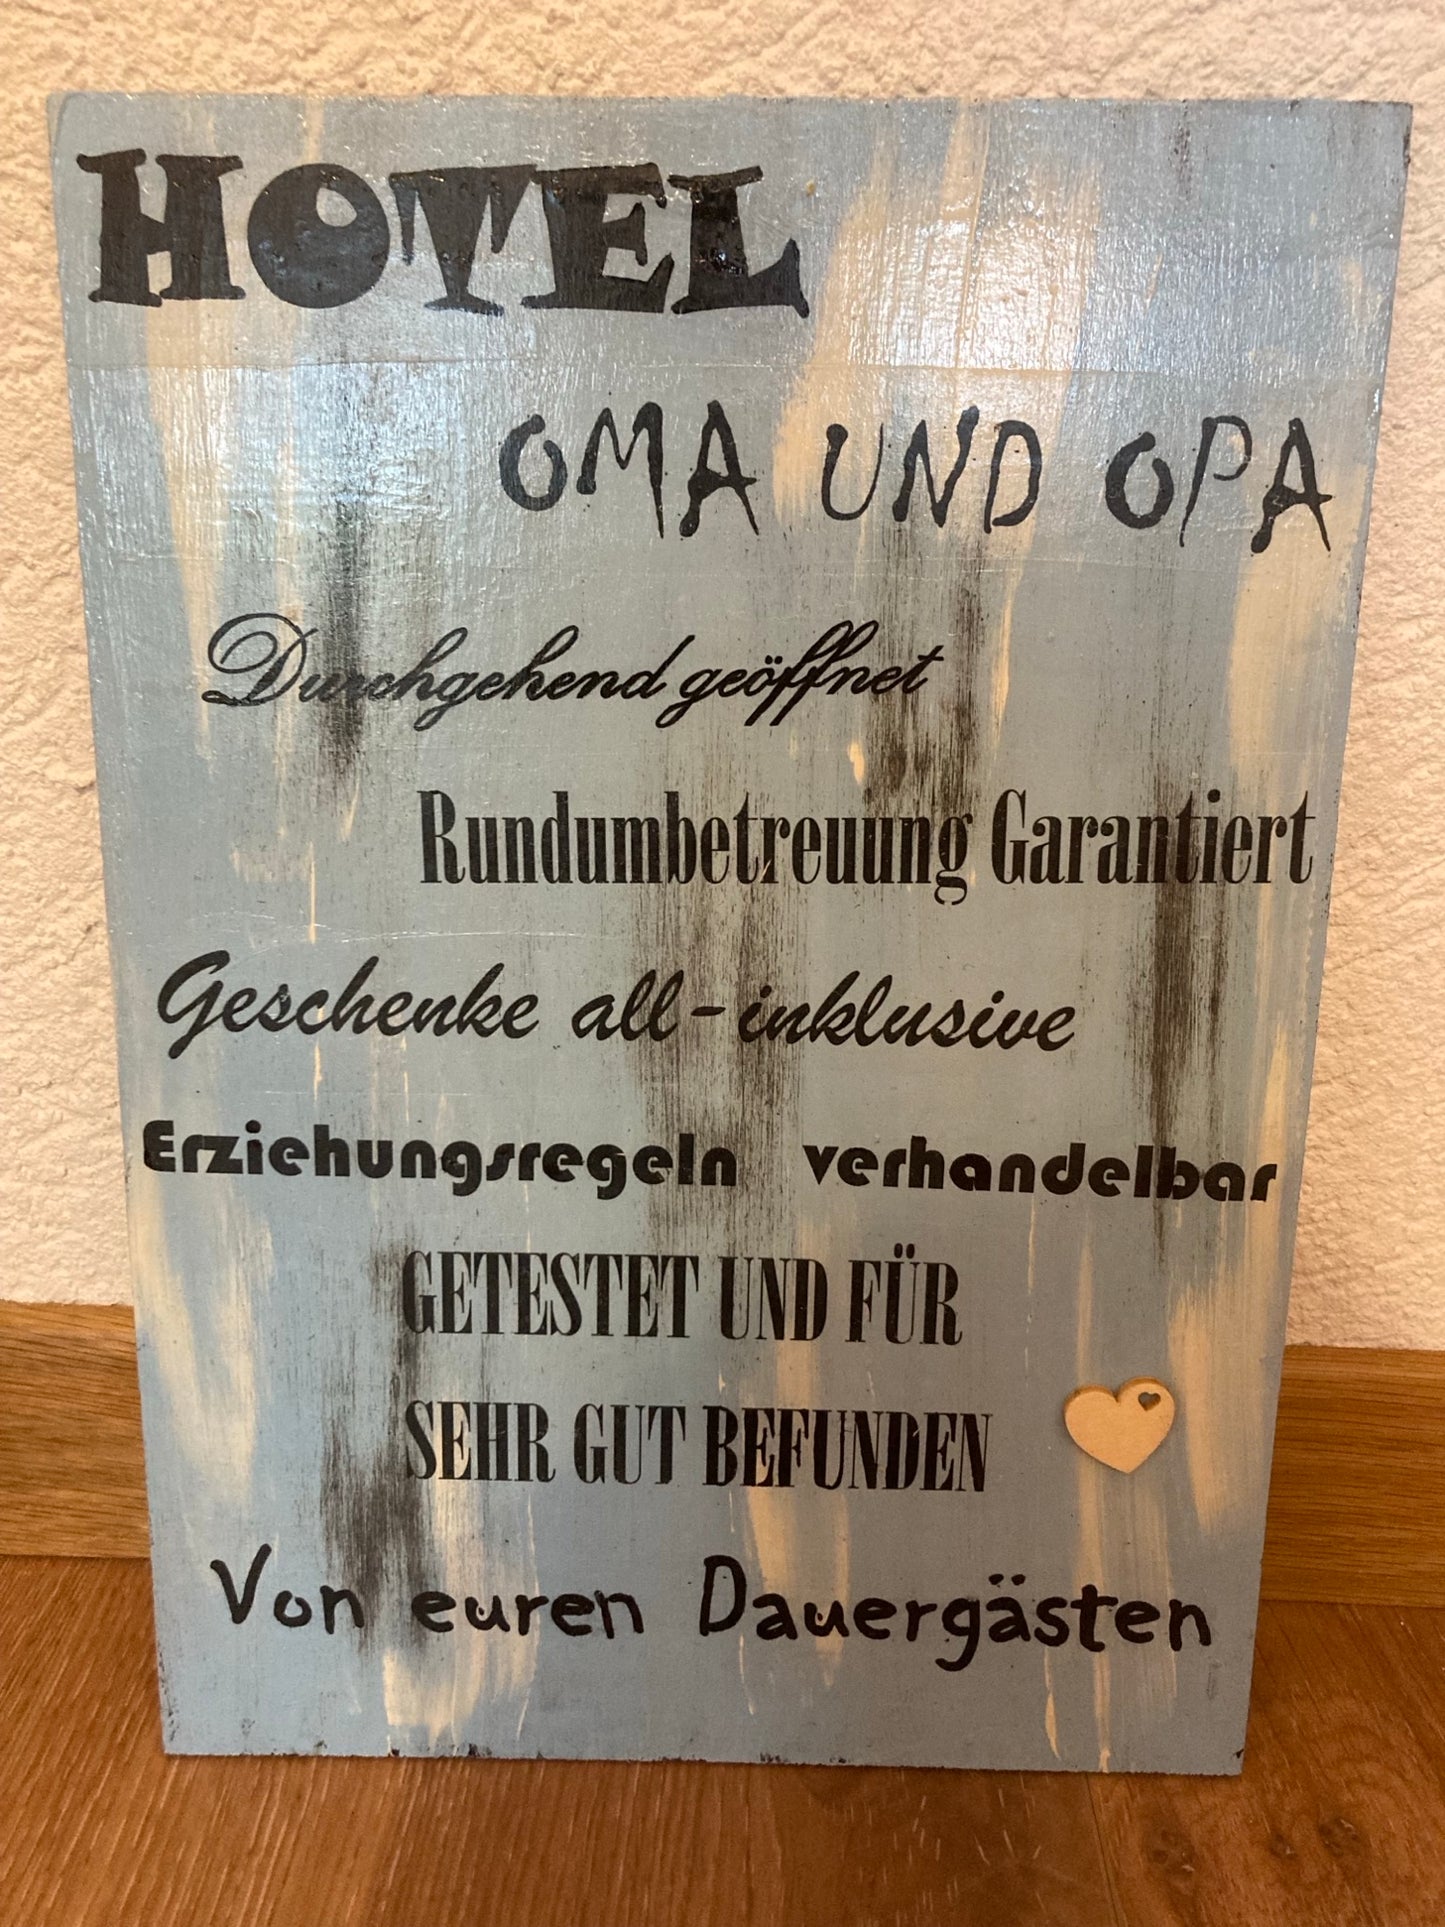 HOTEL
OMA UND OPA
Durchgehend geöffnet
Rundumbetreuung Garantiert
Geschenke all-inklusive
Erziehungsregeln verhandelbar
GETESTET UND FÜR
SEHR GUT BEFUNDEN
Von euren Dauergästen